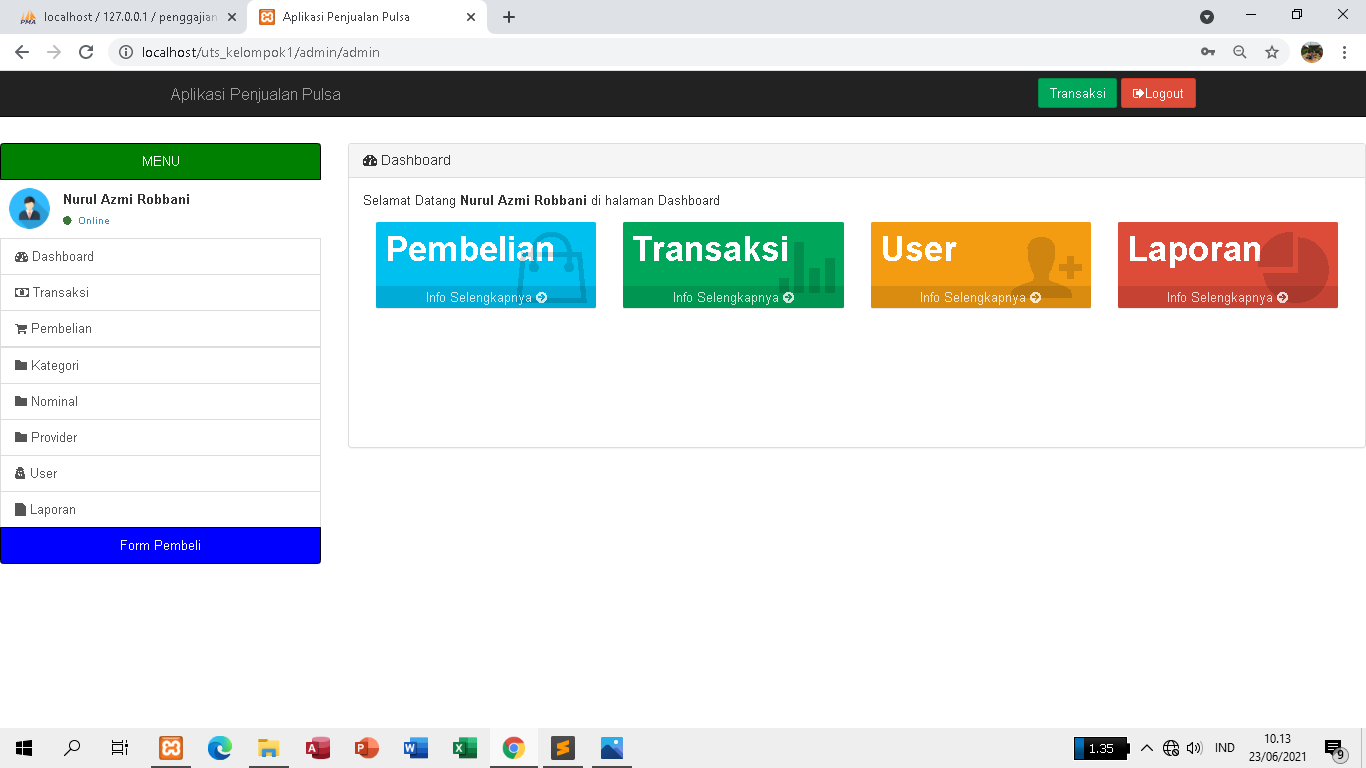 localhost / 127.0.0.1 / penggajian
Aplikasi Penjualan Pulsa
localhost/uts_kelompok1/admin/admin
Aplikasi Penjualan Pulsa
Transaksi
Logout
MENU
Nurul Azmi Robbani
Online
Dashboard
Transaksi
Pembelian
Kategori
Nominal
Provider
User
Laporan
Form Pembeli
Dashboard
Selamat Datang Nurul Azmi Robbani di halaman Dashboard
Pembelian
Info Selengkapnya
Transaksi
Info Selengkapnya
User
Info Selengkapnya
Laporan
Info Selengkapnya
1.35
IND
10.13
23/06/2021
9